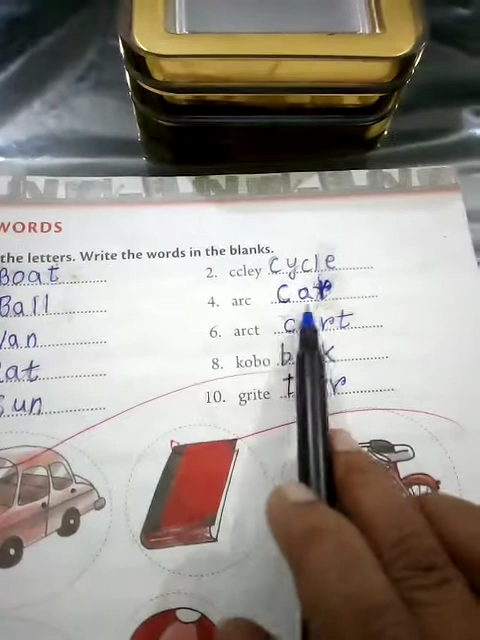 WORDS
the letters. Write the words in the blanks.
Boat 2. ccley Cycle
Ball 4. arc
Van 6. arct cart
at 8. kobo
Sun 10. grite